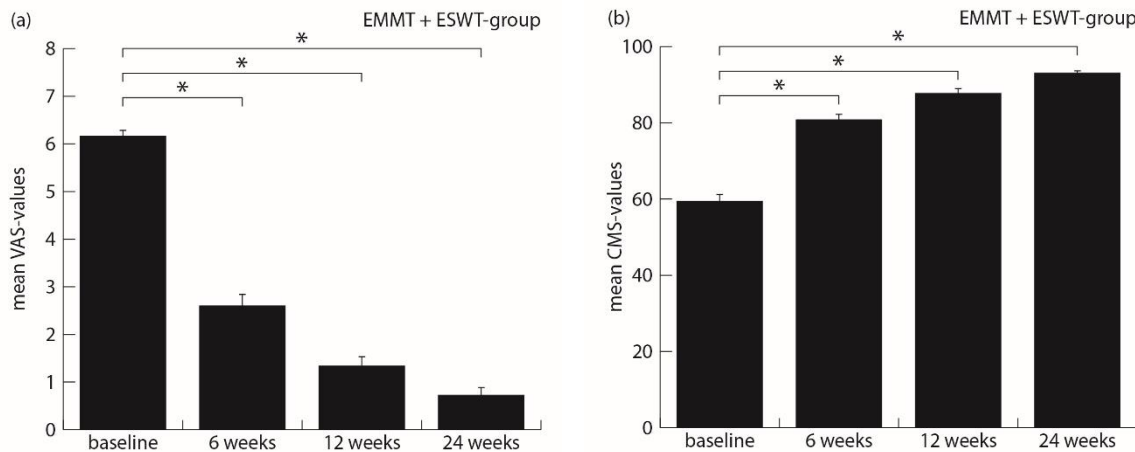 (a)
EMMT + ESWT-group
8
7
6
5
4
3
2
1
0
mean VAS-values
*
*
*
baseline
6 weeks
12 weeks
24 weeks
(b)
EMMT + ESWT-group
100
80
60
40
20
0
mean CMS-values
*
*
*
baseline
6 weeks
12 weeks
24 weeks